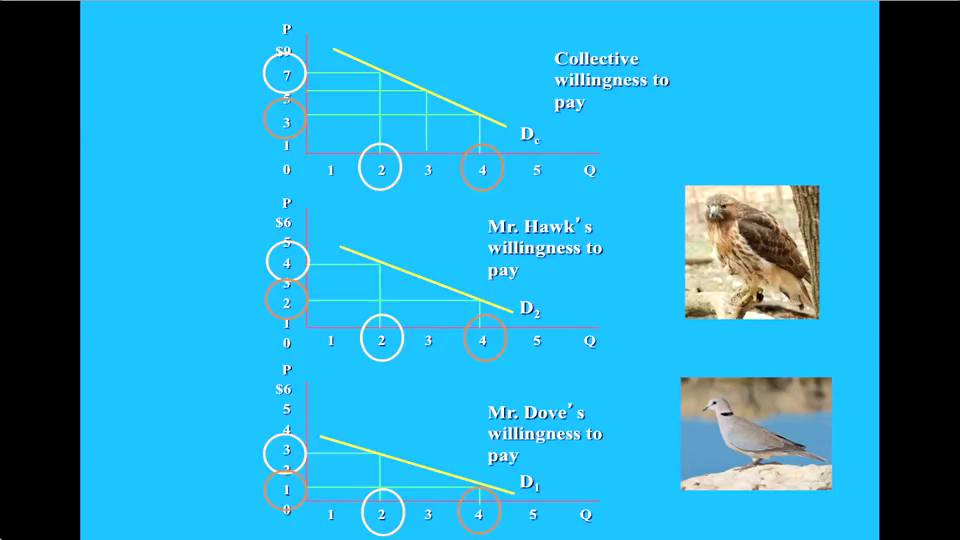 P
$9
7
5
3
1
0 1 2 3 4 5 Q
Collective
willingness to
pay
Dc
P
$6
5
4
3
2
1
0 1 2 3 4 5 Q
Mr. Hawk’s
willingness to
pay
D2
P
$6
5
4
3
2
1
0 1 2 3 4 5 Q
Mr. Dove’s
willingness to
pay
D1